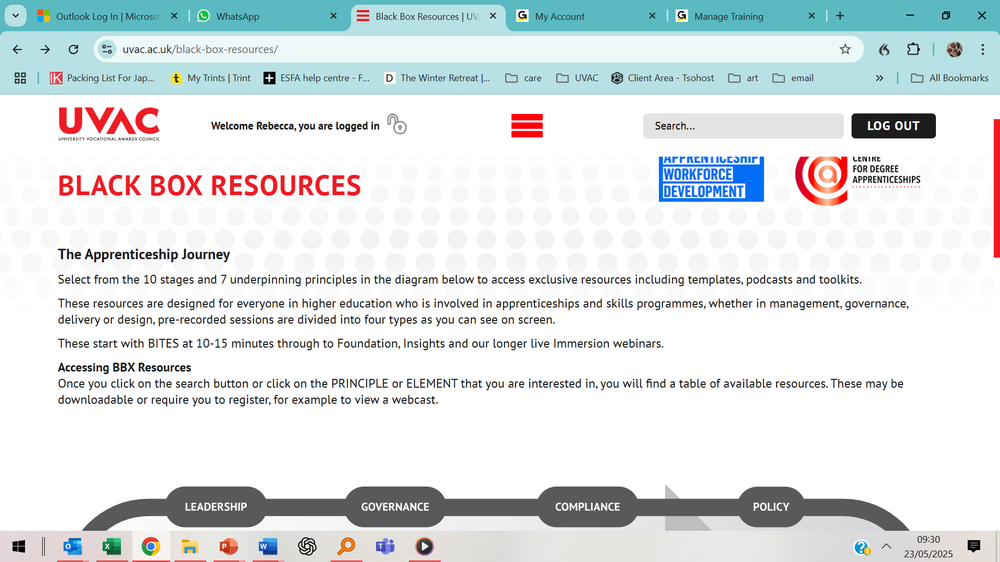 Outlook Log In | Microso
WhatsApp
Black Box Resources | UV
G My Account
G Manage Training
uvac.ac.uk/black-box-resources/
IK Packing List For Jap...
t My Trints | Trint
ESFA help centre - F...
D The Winter Retreat |...
care
UVAC
Client Area - Tsohost
art
email
All Bookmarks
UVAC
UNIVERSITY VOCATIONAL AWARDS COUNCIL
Welcome Rebecca, you are logged in
Search...
LOG OUT
BLACK BOX RESOURCES
APPRENTICESHIP
WORKFORCE
DEVELOPMENT
a
CENTRE
FOR DEGREE
APPRENTICESHIPS
The Apprenticeship Journey
Select from the 10 stages and 7 underpinning principles in the diagram below to access exclusive resources including templates, podcasts and toolkits.
These resources are designed for everyone in higher education who is involved in apprenticeships and skills programmes, whether in management, governance,
delivery or design, pre-recorded sessions are divided into four types as you can see on screen.
These start with BITES at 10-15 minutes through to Foundation, Insights and our longer live Immersion webinars.
Accessing BBX Resources
Once you click on the search button or click on the PRINCIPLE or ELEMENT that you are interested in, you will find a table of available resources. These may be
downloadable or require you to register, for example to view a webcast.
LEADERSHIP
GOVERNANCE
COMPLIANCE
POLICY
09:30
23/05/2025